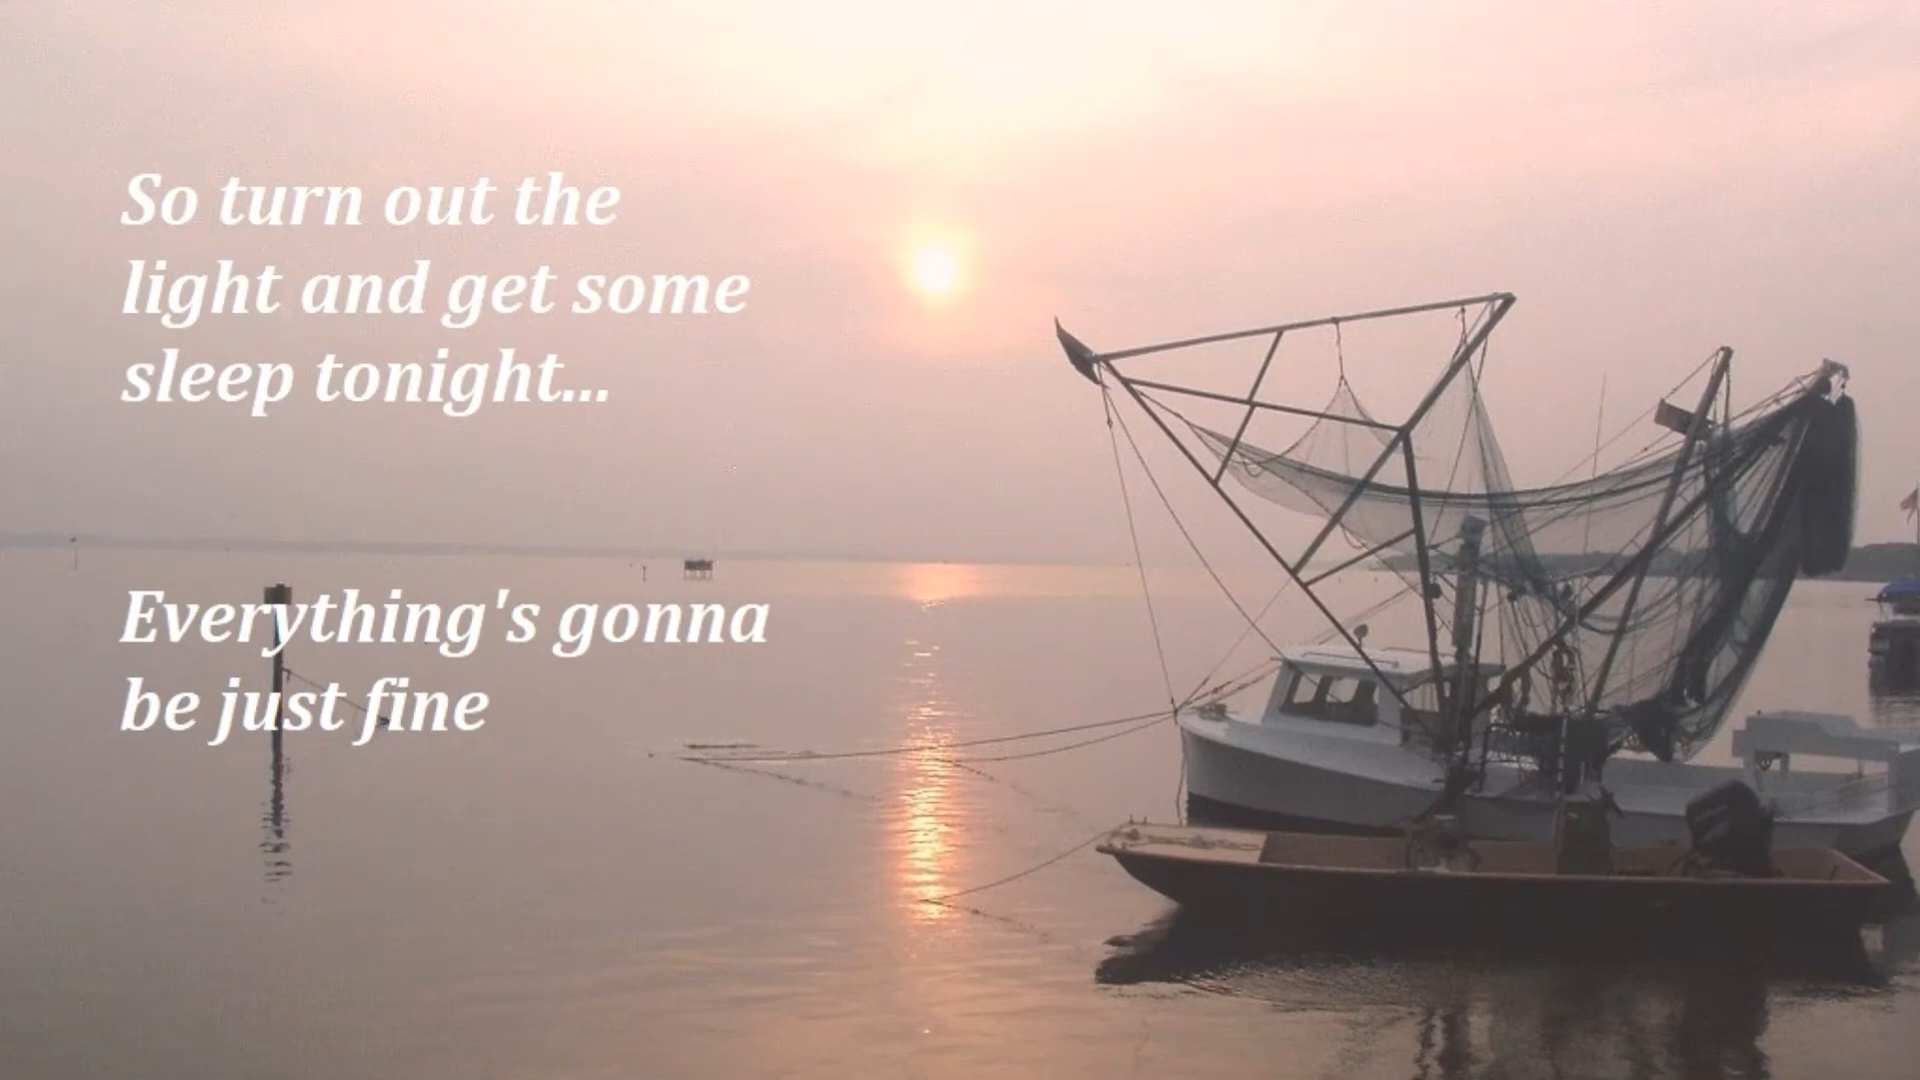 So turn out the
light and get some
sleep tonight...
Everything's gonna
be just fine